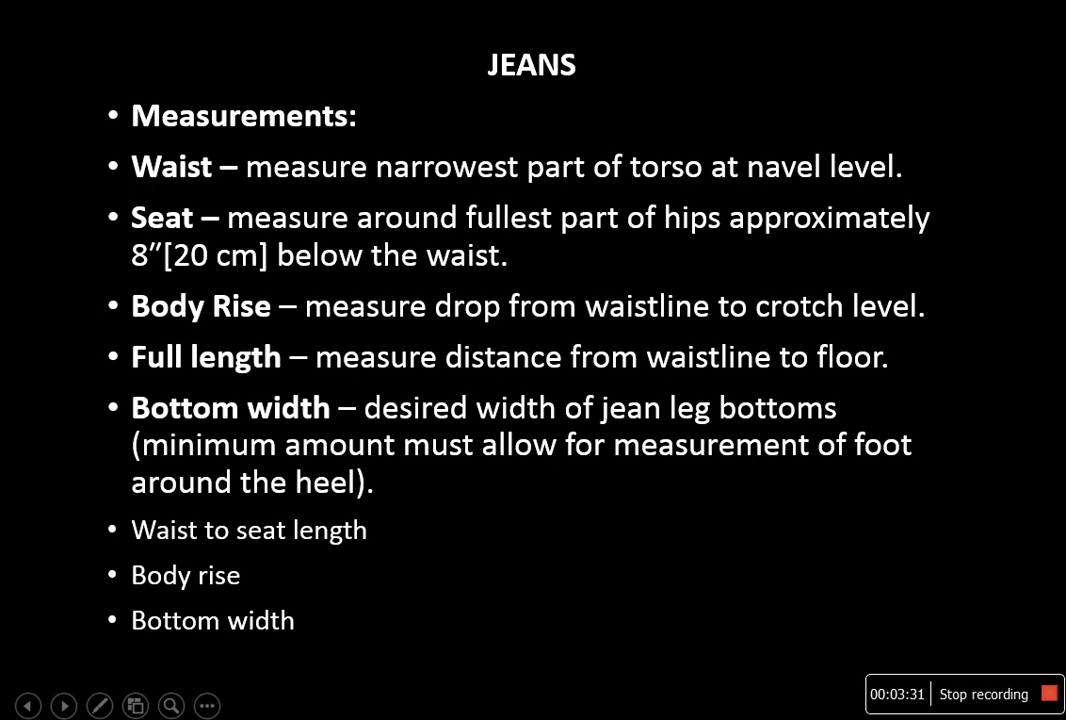 JEANS
• Measurements:
• Waist – measure narrowest part of torso at navel level.
• Seat – measure around fullest part of hips approximately
8”[20 cm] below the waist.
• Body Rise – measure drop from waistline to crotch level.
• Full length – measure distance from waistline to floor.
• Bottom width – desired width of jean leg bottoms
(minimum amount must allow for measurement of foot
around the heel).
• Waist to seat length
• Body rise
• Bottom width
00:03:31 Stop recording